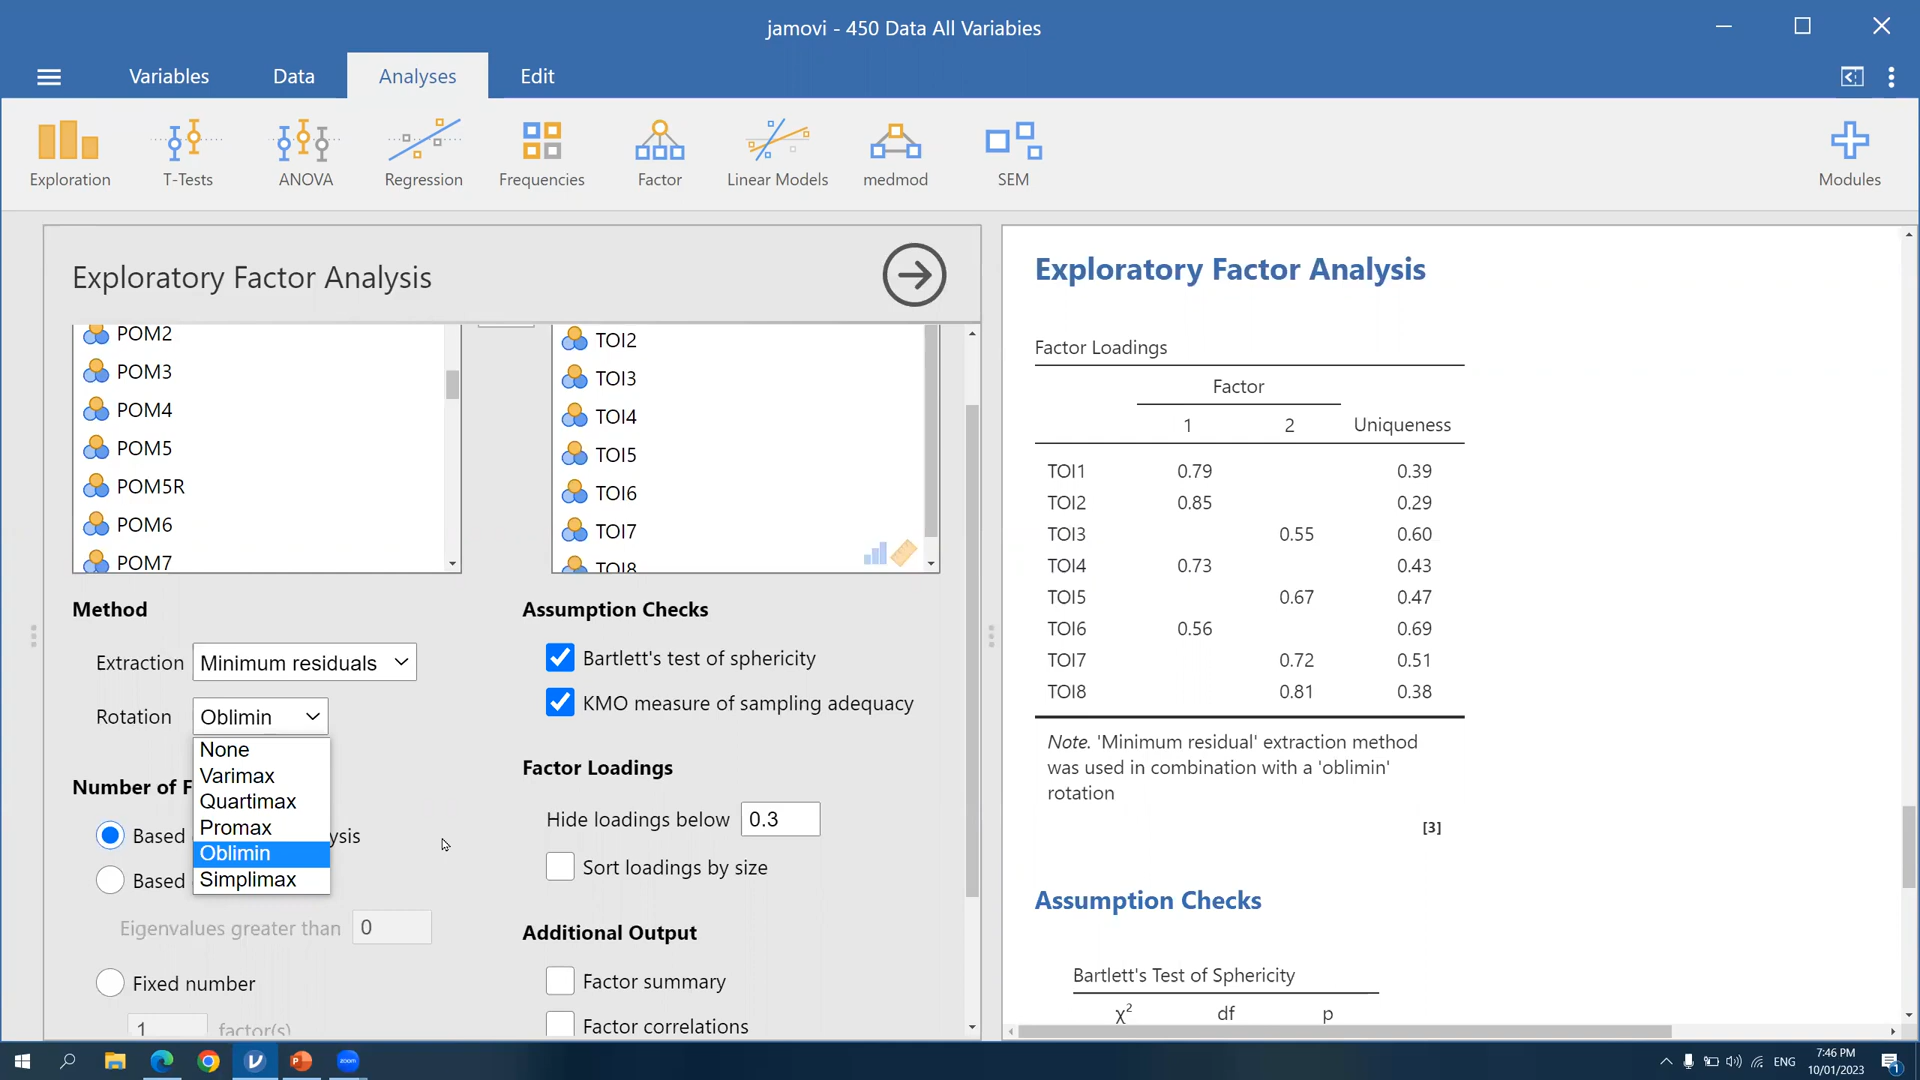 jamovi - 450 Data All Variables
Variables Data Analyses Edit
Exploration T-Tests ANOVA Regression Frequencies Factor Linear Models medmod SEM Modules
Exploratory Factor Analysis
POM2
POM3
POM4
POM5
POM5R
POM6
POM7
TOI2
TOI3
TOI4
TOI5
TOI6
TOI7
TOI8
Method
Extraction Minimum residuals
Rotation Oblimin
None
Varimax
Quartimax
Promax
Oblimin
Simplimax
Number of F
Based ysis
Based
Eigenvalues greater than 0
Fixed number
1 factor(s)
Assumption Checks
Bartlett's test of sphericity
KMO measure of sampling adequacy
Factor Loadings
Hide loadings below 0.3
Sort loadings by size
Additional Output
Factor summary
Factor correlations
Exploratory Factor Analysis
Factor Loadings
Factor
1 2 Uniqueness
TOI1 0.79 0.39
TOI2 0.85 0.29
TOI3 0.55 0.60
TOI4 0.73 0.43
TOI5 0.67 0.47
TOI6 0.56 0.69
TOI7 0.72 0.51
TOI8 0.81 0.38
Note. 'Minimum residual' extraction method
was used in combination with a 'oblimin'
rotation
[3]
Assumption Checks
Bartlett's Test of Sphericity
χ² df p
zoom
ENG
7:46 PM
10/01/2023
1